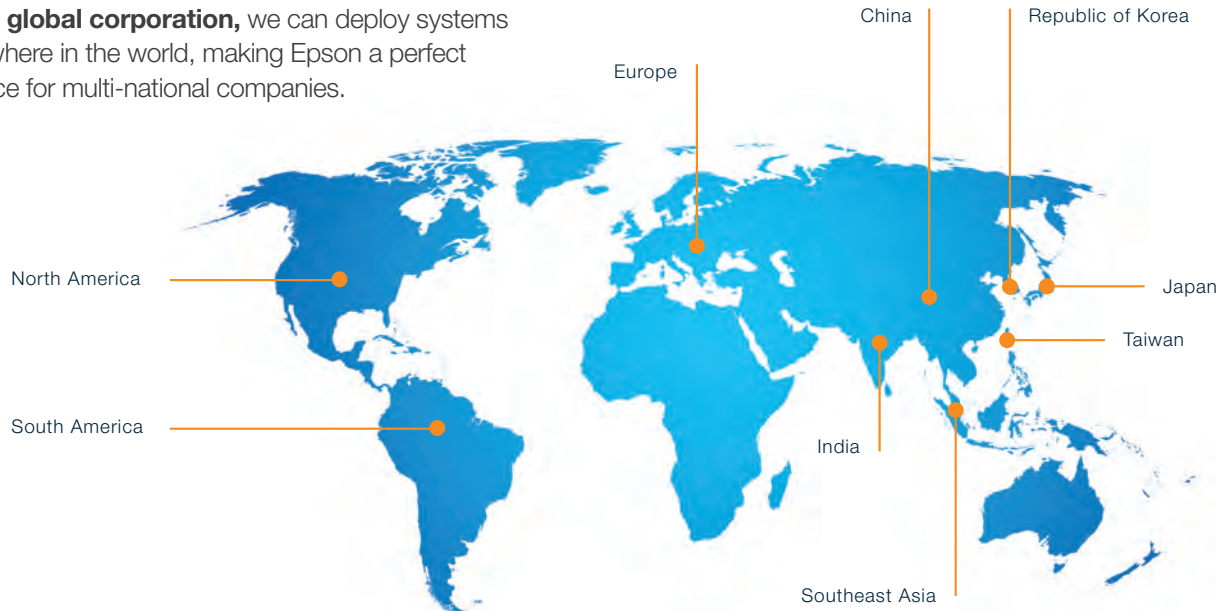 global corporation, we can deploy systems
where in the world, making Epson a perfect
ce for multi-national companies.
China
Republic of Korea
Europe
North America
Japan
Taiwan
South America
India
Southeast Asia